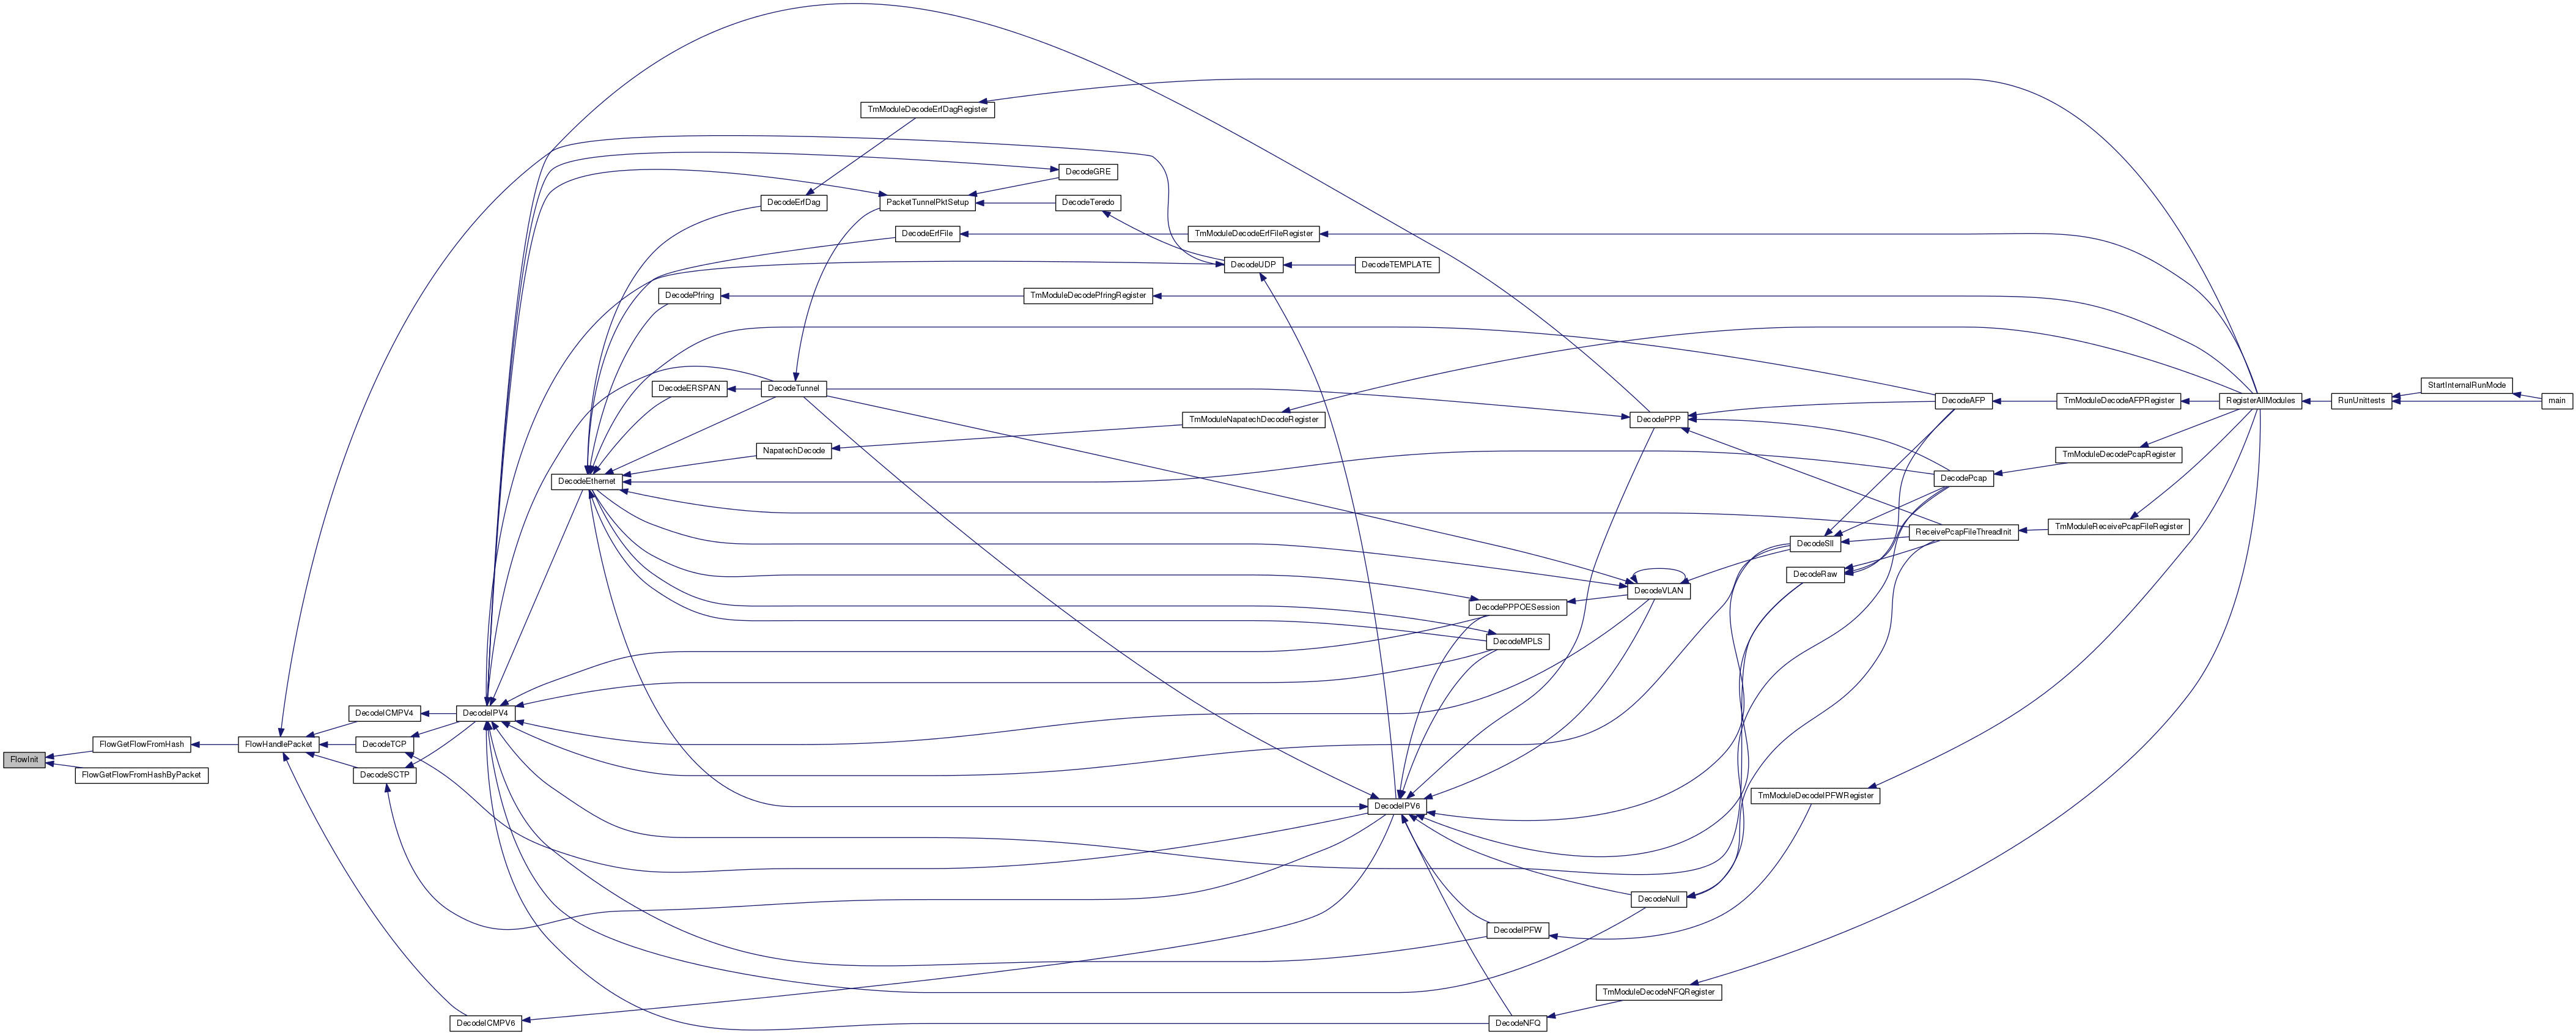 TmModuleDecodeErfDagRegister
DecodeGRE
DecodeErfDag
PacketTunnelPktSetup
DecodeTeredo
DecodeErfFile
TmModuleDecodeErfFileRegister
DecodeUDP
DecodeTEMPLATE
DecodePfring
TmModuleDecodePfringRegister
DecodeERSPAN
DecodeTunnel
StartInternalRunMode
DecodeAFP
TmModuleDecodeAFPRegister
RegisterAllModules
RunUnittests
main
TmModuleNapatechDecodeRegister
DecodePPP
NapatechDecode
TmModuleDecodePcapRegister
DecodeEthernet
DecodePcap
TmModuleReceivePcapFileRegister
ReceivePcapFileThreadInit
DecodeSll
DecodeRaw
DecodeVLAN
DecodePPPOESession
DecodeMPLS
DecodeICMPV4
DecodeIPV4
FlowGetFlowFromHash
FlowHandlePacket
DecodeTCP
FlowInit
FlowGetFlowFromHashByPacket
DecodeSCTP
TmModuleDecodeIPFWRegister
DecodeIPV6
DecodeNull
DecodeIPFW
TmModuleDecodeNFQRegister
DecodeICMPV6
DecodeNFQ